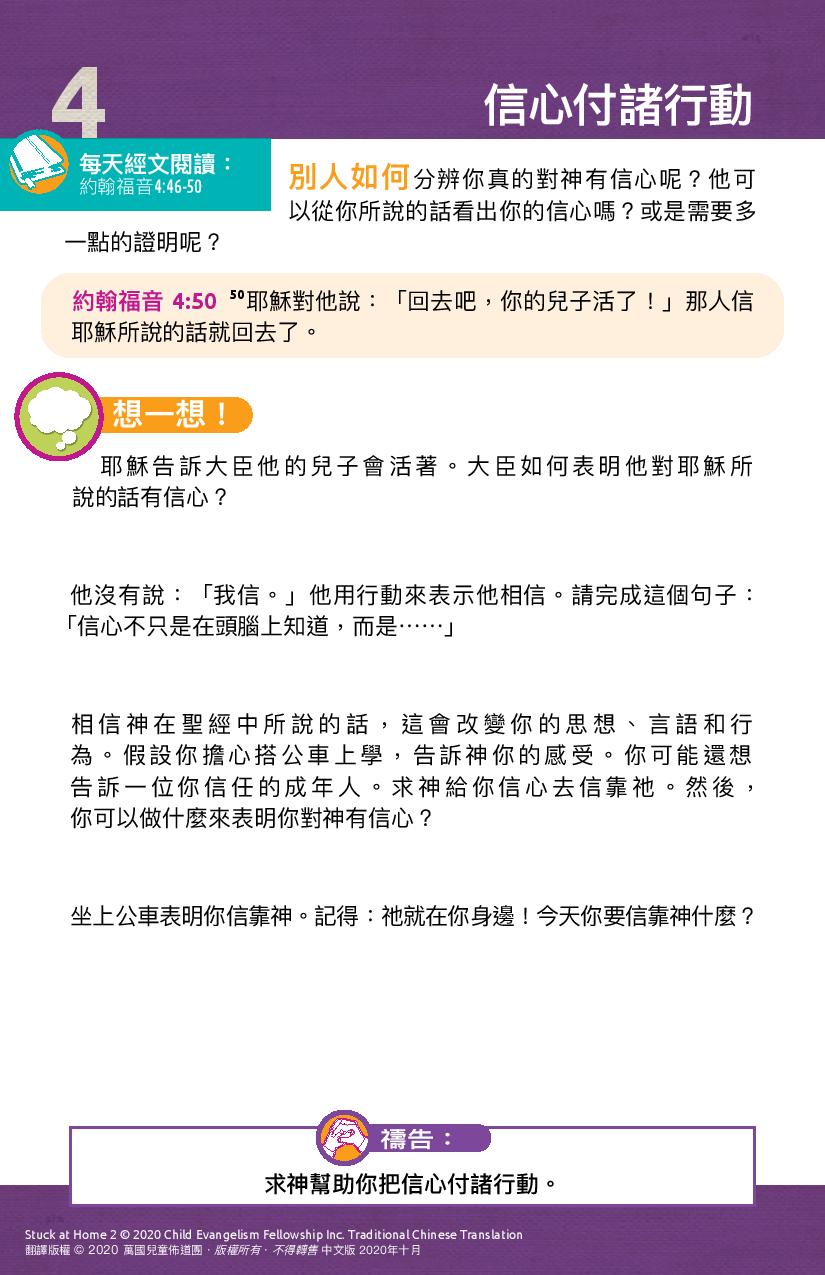 4
信心付諸行動
每天經文閱讀：
約翰福音4:46-50
別人如何分辨你真的對神有信心呢？他可
以從你所說的話看出你的信心嗎？或是需要多
一點的證明呢？
約翰福音 4:50 50耶穌對他說：「回去吧，你的兒子活了！」那人信
耶穌所說的話就回去了。
想一想！
耶穌告訴大臣他的兒子會活著。大臣如何表明他對耶穌所
說的話有信心？
他沒有說：「我信。」他用行動來表示他相信。請完成這個句子：
「信心不只是在頭腦上知道，而是……」
相信神在聖經中所說的話，這會改變你的思想、言語和行
為。假設你擔心搭公車上學，告訴神你的感受。你可能還想
告訴一位你信任的成年人。求神給你信心去信靠祂。然後，
你可以做什麼來表明你對神有信心？
坐上公車表明你信靠神。記得：祂就在你身邊！今天你要信靠神什麼？
禱告：
求神幫助你把信心付諸行動。
Stuck at Home 2 © 2020 Child Evangelism Fellowship Inc. Traditional Chinese Translation
翻譯版權 © 2020 萬國兒童佈道團．版權所有．不得轉售 中文版 2020年十月